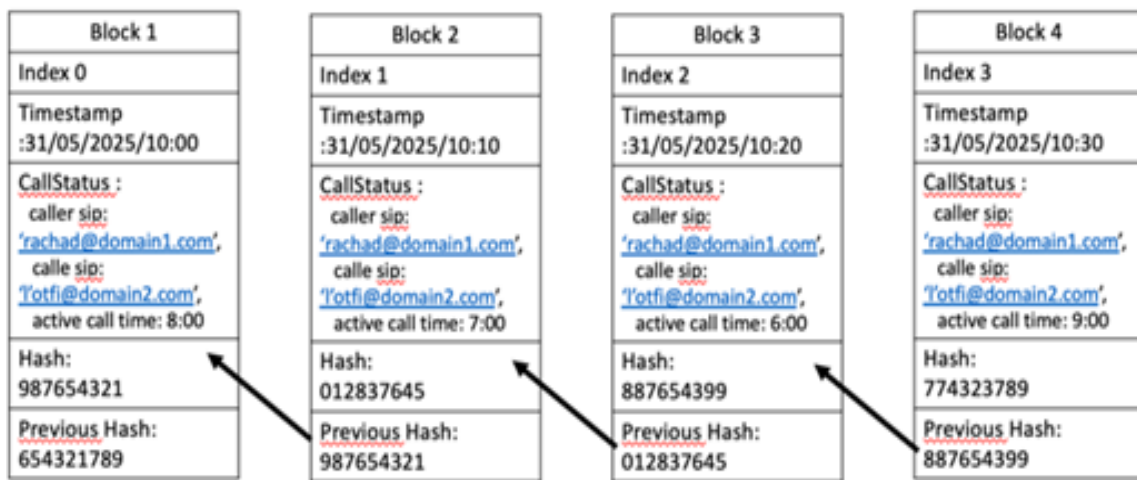 Block 1
Index 0
Timestamp
:31/05/2025/10:00
CallStatus :
caller sip:
'rachad@domain1.com',
calle sip:
'l'otfi@domain2.com',
active call time: 8:00
Hash:
987654321
Previous Hash:
654321789
Block 2
Index 1
Timestamp
:31/05/2025/10:10
CallStatus :
caller sip:
'rachad@domain1.com',
calle sip:
'l'otfi@domain2.com',
active call time: 7:00
Hash:
012837645
Previous Hash:
987654321
Block 3
Index 2
Timestamp
:31/05/2025/10:20
CallStatus :
caller sip:
'rachad@domain1.com',
calle sip:
'l'otfi@domain2.com',
active call time: 6:00
Hash:
887654399
Previous Hash:
012837645
Block 4
Index 3
Timestamp
:31/05/2025/10:30
CallStatus :
caller sip:
'rachad@domain1.com',
calle sip:
'l'otfi@domain2.com',
active call time: 9:00
Hash:
774323789
Previous Hash:
887654399